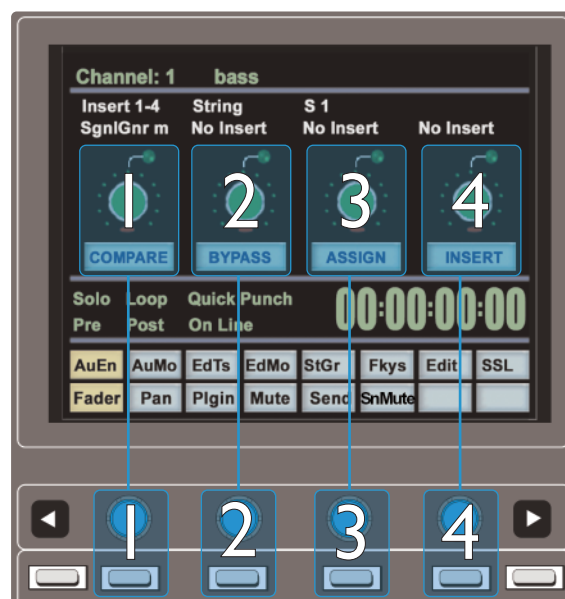 Channel: 1 bass
Insert 1-4 String S 1
SgnlGnr m No Insert No Insert No Insert
1 2 3 4
COMPARE BYPASS ASSIGN INSERT
Solo Loop Quick Punch
Pre Post On Line
00:00:00:00
AuEn AuMo EdTs EdMo StGr Fkys Edit SSL
Fader Pan Plgin Mute Send SnMute
1 2 3 4